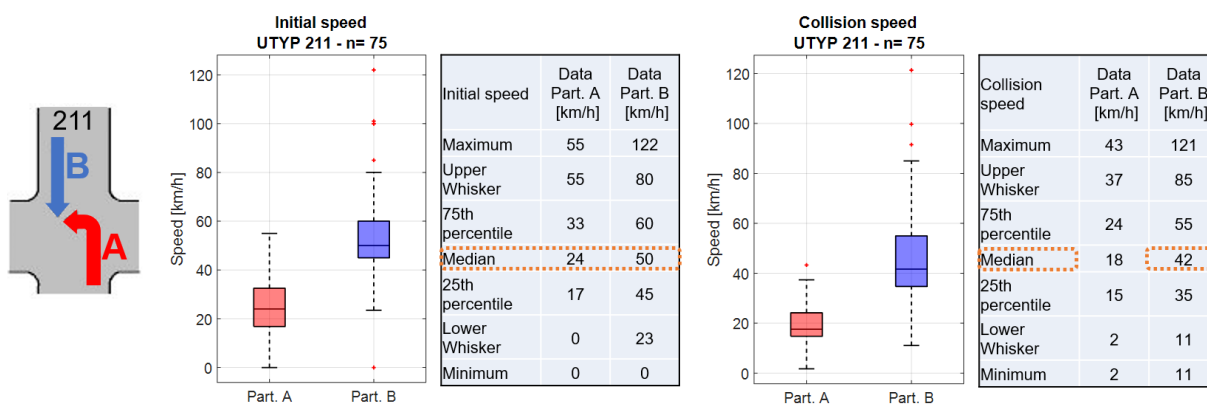 211
B
A
Initial speed
UTYP 211 - n= 75
Speed [km/h]
120
100
80
60
40
20
0
Part. A Part. B
Initial speed Data Part. A [km/h] Data Part. B [km/h]
Maximum 55 122
Upper Whisker 55 80
75th percentile 33 60
Median 24 50
25th percentile 17 45
Lower Whisker 0 23
Minimum 0 0
Collision speed
UTYP 211 - n= 75
Speed [km/h]
120
100
80
60
40
20
0
Part. A Part. B
Collision speed Data Part. A [km/h] Data Part. B [km/h]
Maximum 43 121
Upper Whisker 37 85
75th percentile 24 55
Median 18 42
25th percentile 15 35
Lower Whisker 2 11
Minimum 2 11